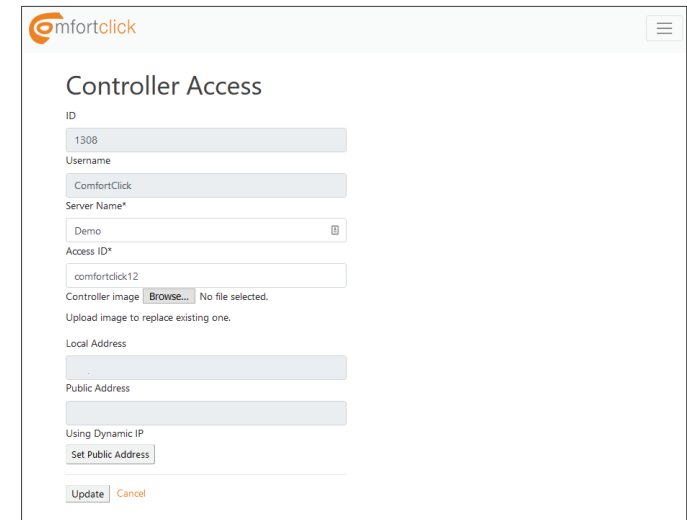 comfortclick
Controller Access
ID
1308
Username
ComfortClick
Server Name*
Demo
Access ID*
comfortclick12
Controller image Browse... No file selected.
Upload image to replace existing one.
Local Address
Public Address
Using Dynamic IP
Set Public Address
Update Cancel